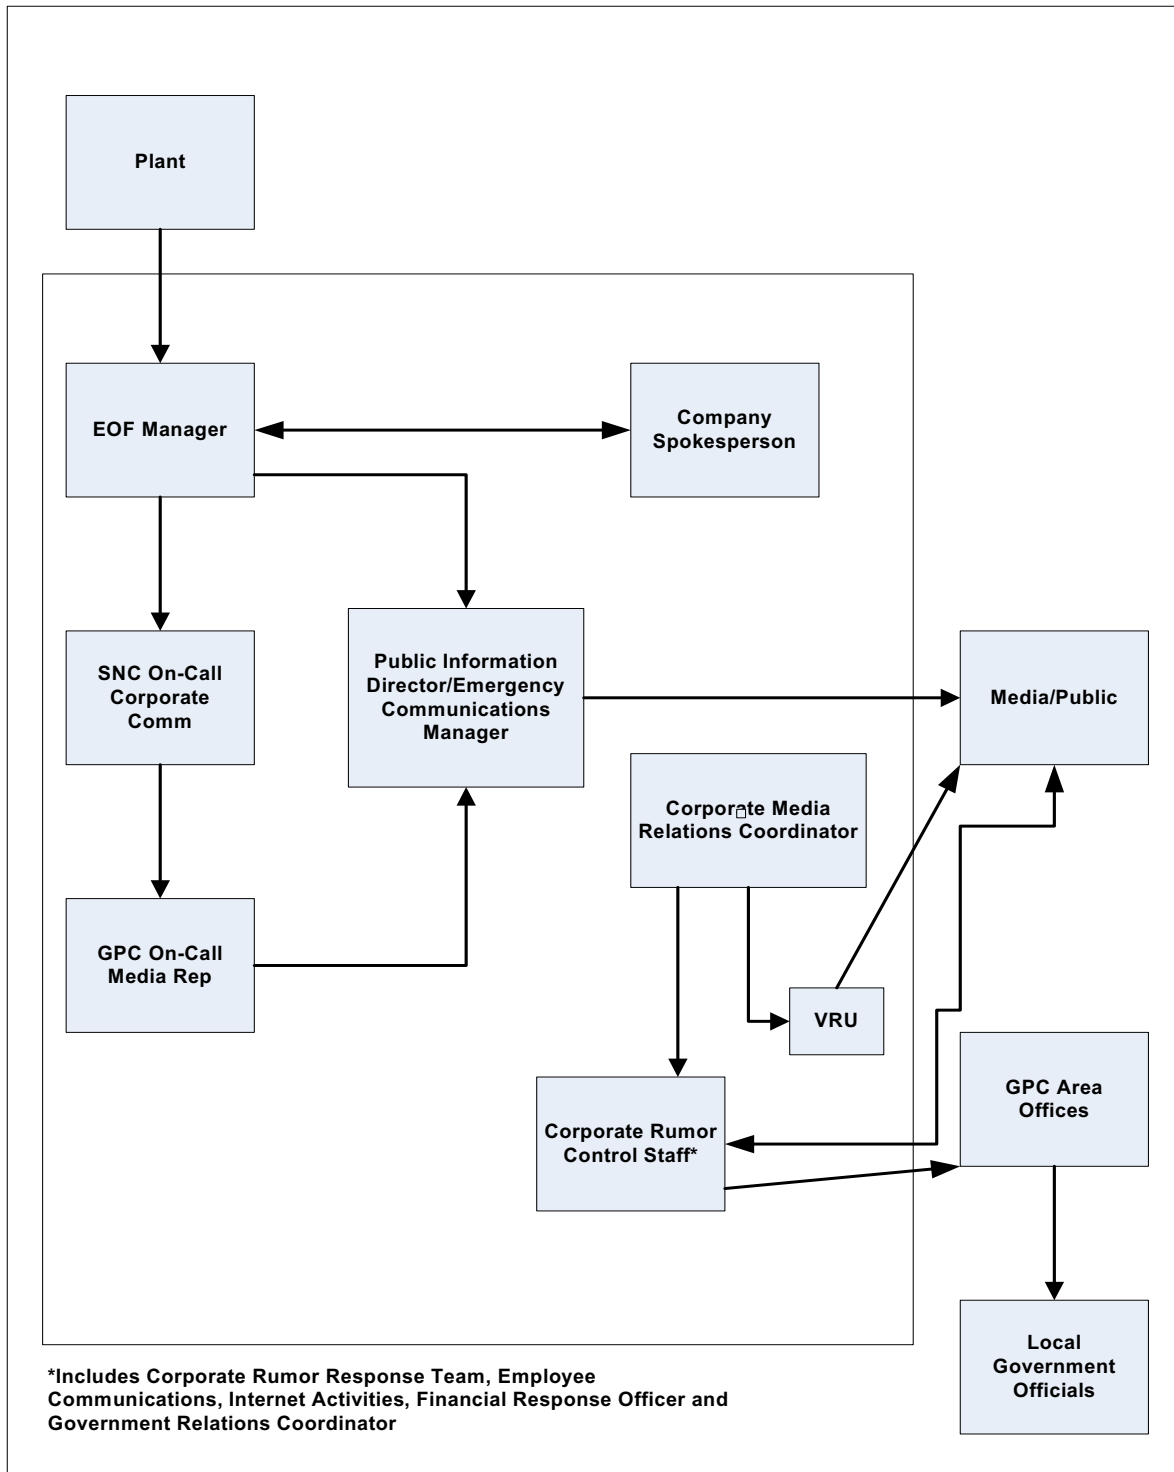 Plant
EOF Manager
Company
Spokesperson
SNC On-Call
Corporate
Comm
Public Information
Director/Emergency
Communications
Manager
Media/Public
Corporate Media
Relations Coordinator
GPC On-Call
Media Rep
VRU
GPC Area
Offices
Corporate Rumor
Control Staff*
Local
Government
Officials
*Includes Corporate Rumor Response Team, Employee
Communications, Internet Activities, Financial Response Officer and
Government Relations Coordinator